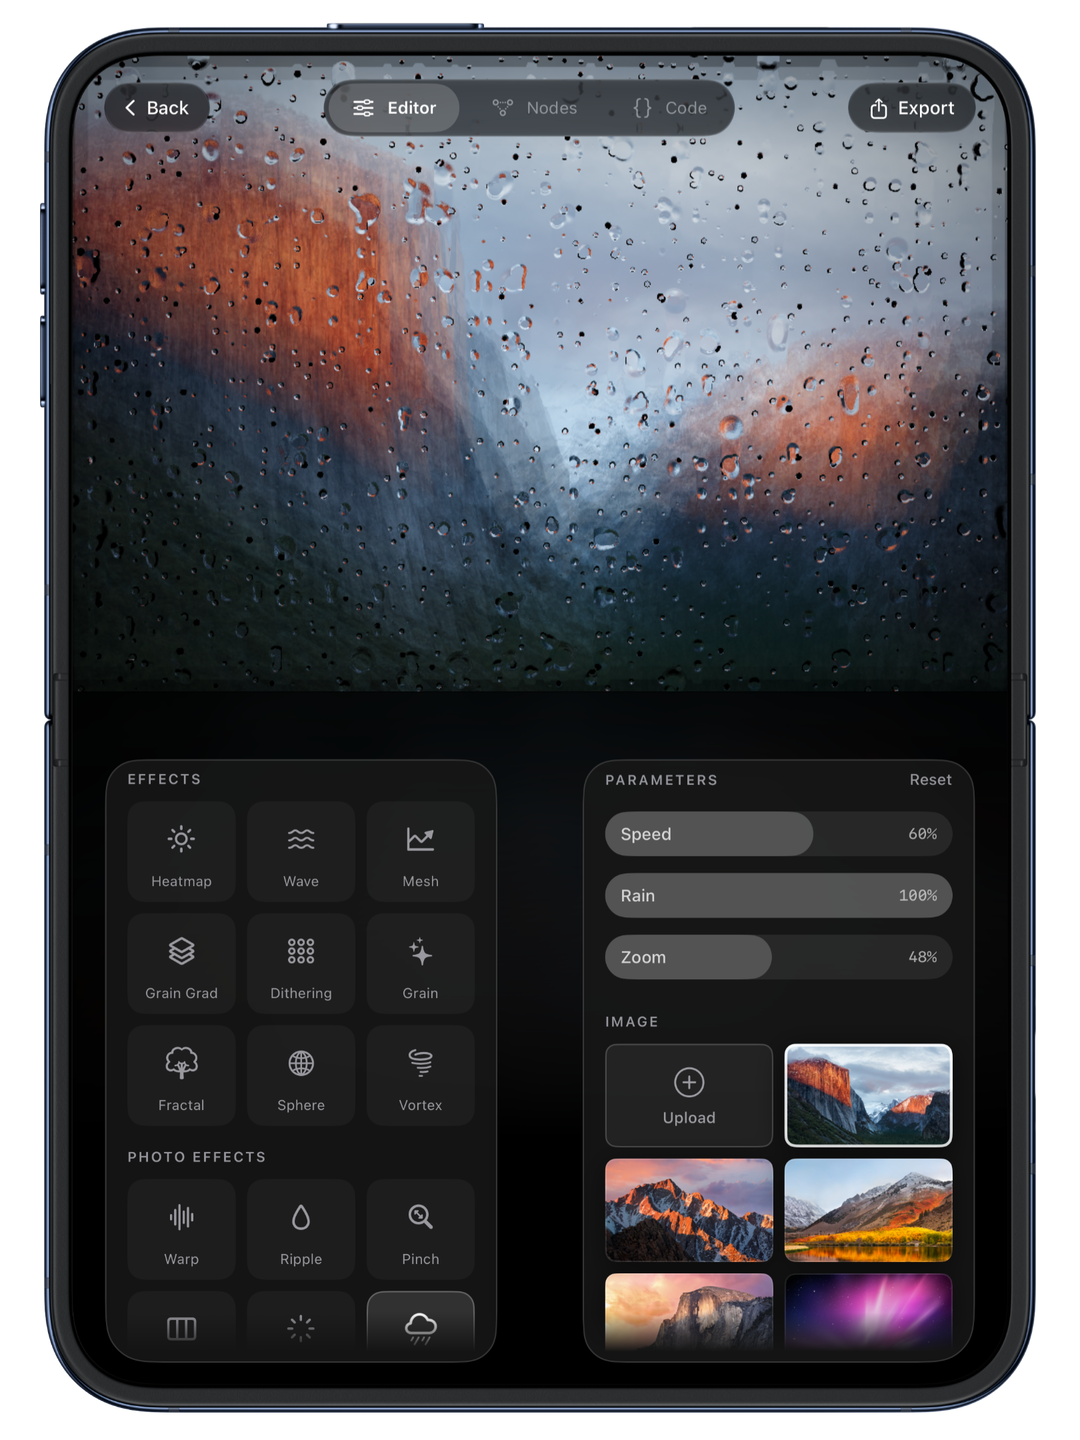 Back
Editor
Nodes
Code
Export
EFFECTS
Heatmap
Wave
Mesh
Grain Grad
Dithering
Grain
Fractal
Sphere
Vortex
PHOTO EFFECTS
Warp
Ripple
Pinch
PARAMETERS
Reset
Speed
60%
Rain
100%
Zoom
48%
IMAGE
Upload